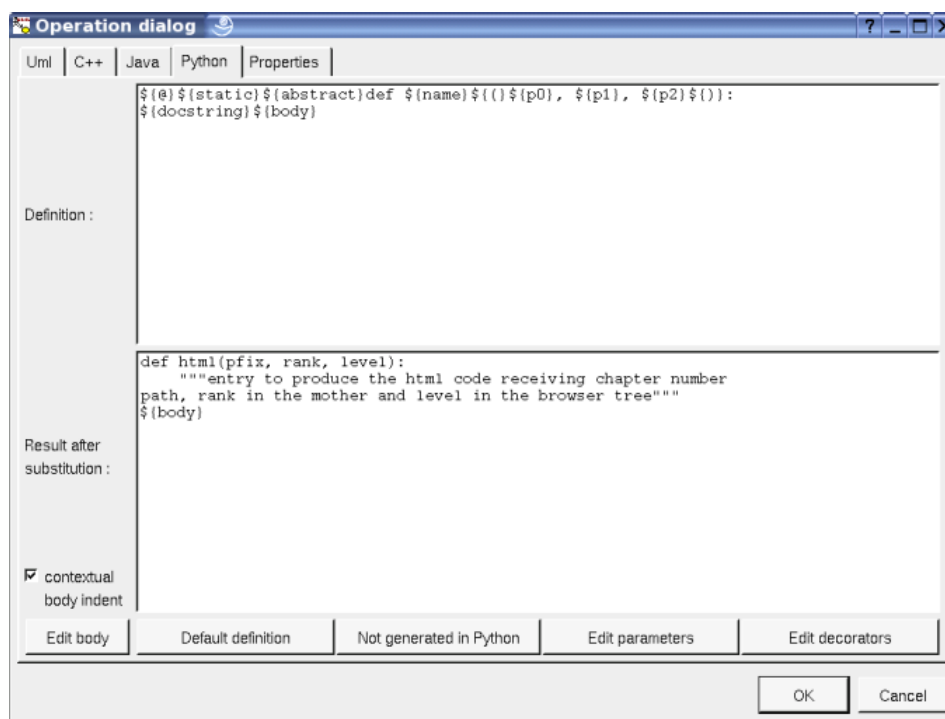 Operation dialog
Uml C++ Java Python Properties
${@}${static}${abstract}def ${name}${(}${p0}, ${p1}, ${p2}${)}:
${docstring}${body}
Definition :
def html(pfix, rank, level):
    """entry to produce the html code receiving chapter number
path, rank in the mother and level in the browser tree"""
${body}
Result after
substitution :
contextual
body indent
Edit body Default definition Not generated in Python Edit parameters Edit decorators
OK Cancel